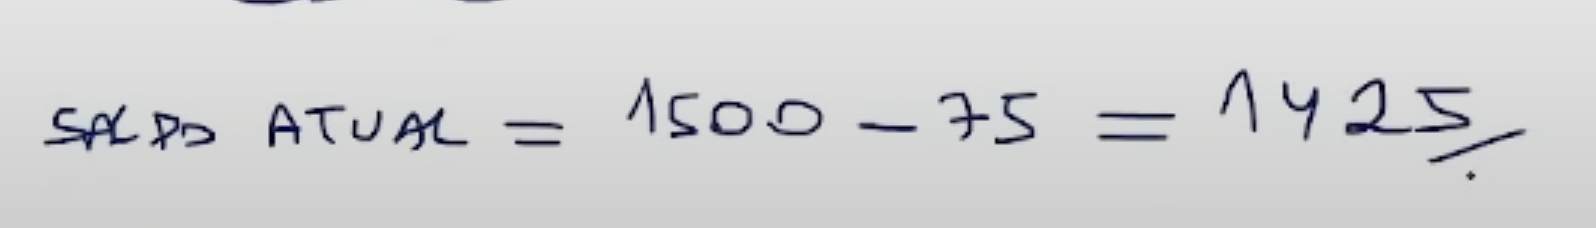 SALDO ATUAL = 1500 - 75 = 1425